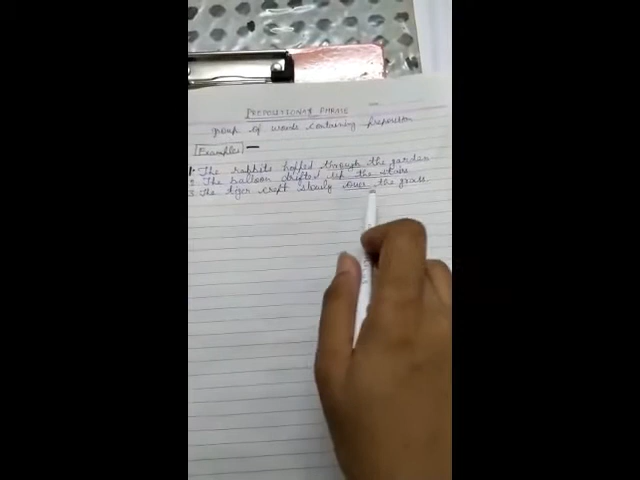 PREPOSITIONAL PHRASE
group of words containing preposition
Examples
1. The rabbits hopped through the garden
2 The balloon drifted up the stairs
3 The tiger crept slowly over the grass